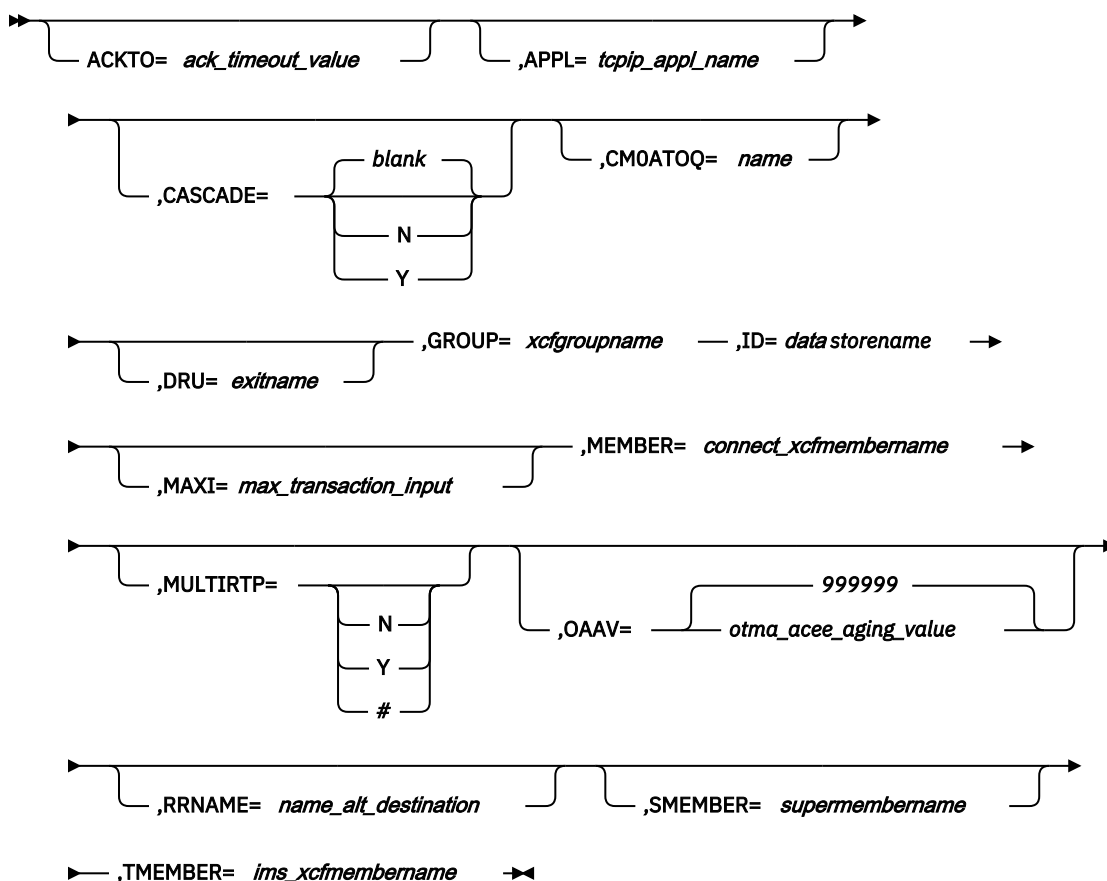 ACKTO= ack_timeout_value ,APPL= tcpip_appl_name
blank
,CASCADE= ,CM0ATOQ= name
N
Y
,GROUP= xcfgroupname ,ID= data storename
,DRU= exitname
,MEMBER= connect_xcfmembername
,MAXI= max_transaction_input
,MULTIRTP= 999999
N ,OAAV= otma_acee_aging_value
Y
#
,RRNAME= name_alt_destination ,SMEMBER= supermembername
,TMEMBER= ims_xcfmembername